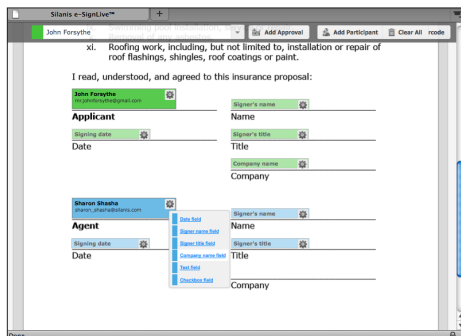 Silanis e-SignLive™
+
John Forsythe
Add Approval
Add Participant
Clear All
rcode
xi. Roofing work, including, but not limited to, installation or repair of
roof flashings, shingles, roof coatings or paint.
I read, understood, and agreed to this insurance proposal:
John Forsythe
mr.johnforsythe@gmail.com
Signer's name
Applicant
Name
Signing date
Signer's title
Date
Title
Company name
Company
Sharon Shasha
sharon_shasha@silanis.com
Signer's name
Agent
Name
Signing date
Signer's title
Date
Title
Company
Date field
Signer name field
Signer title field
Company name field
Text field
Checkbox field